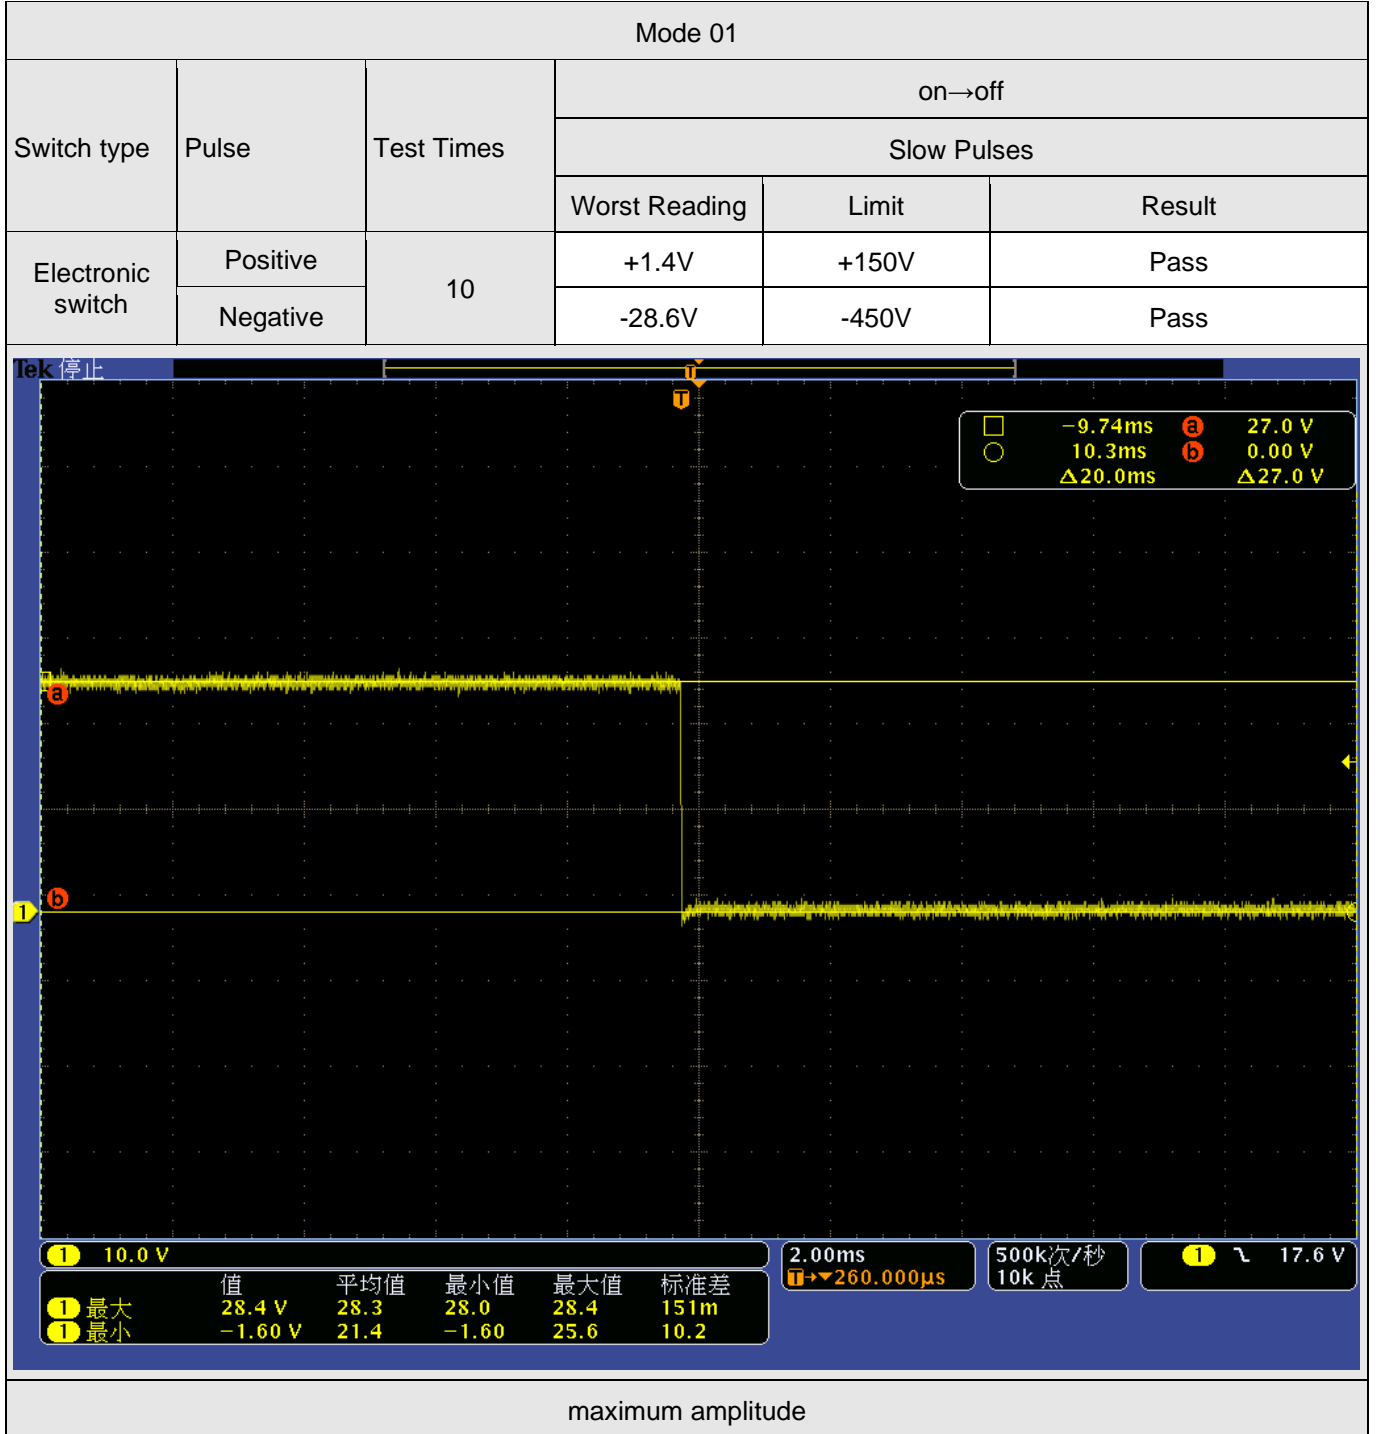 Mode 01
Switch type Pulse Test Times on→off
Slow Pulses
Worst Reading Limit Result
Electronic switch Positive 10 +1.4V +150V Pass
Negative -28.6V -450V Pass
Tek 停止
T
T
−9.74ms a 27.0 V
10.3ms b 0.00 V
Δ20.0ms Δ27.0 V
a
b
1
1 10.0 V 2.00ms 500k次/秒 1 17.6 V
T→▼260.000µs 10k 点
值 平均值 最小值 最大值 标准差
1 最大 28.4 V 28.3 28.0 28.4 151m
1 最小 −1.60 V 21.4 −1.60 25.6 10.2
maximum amplitude